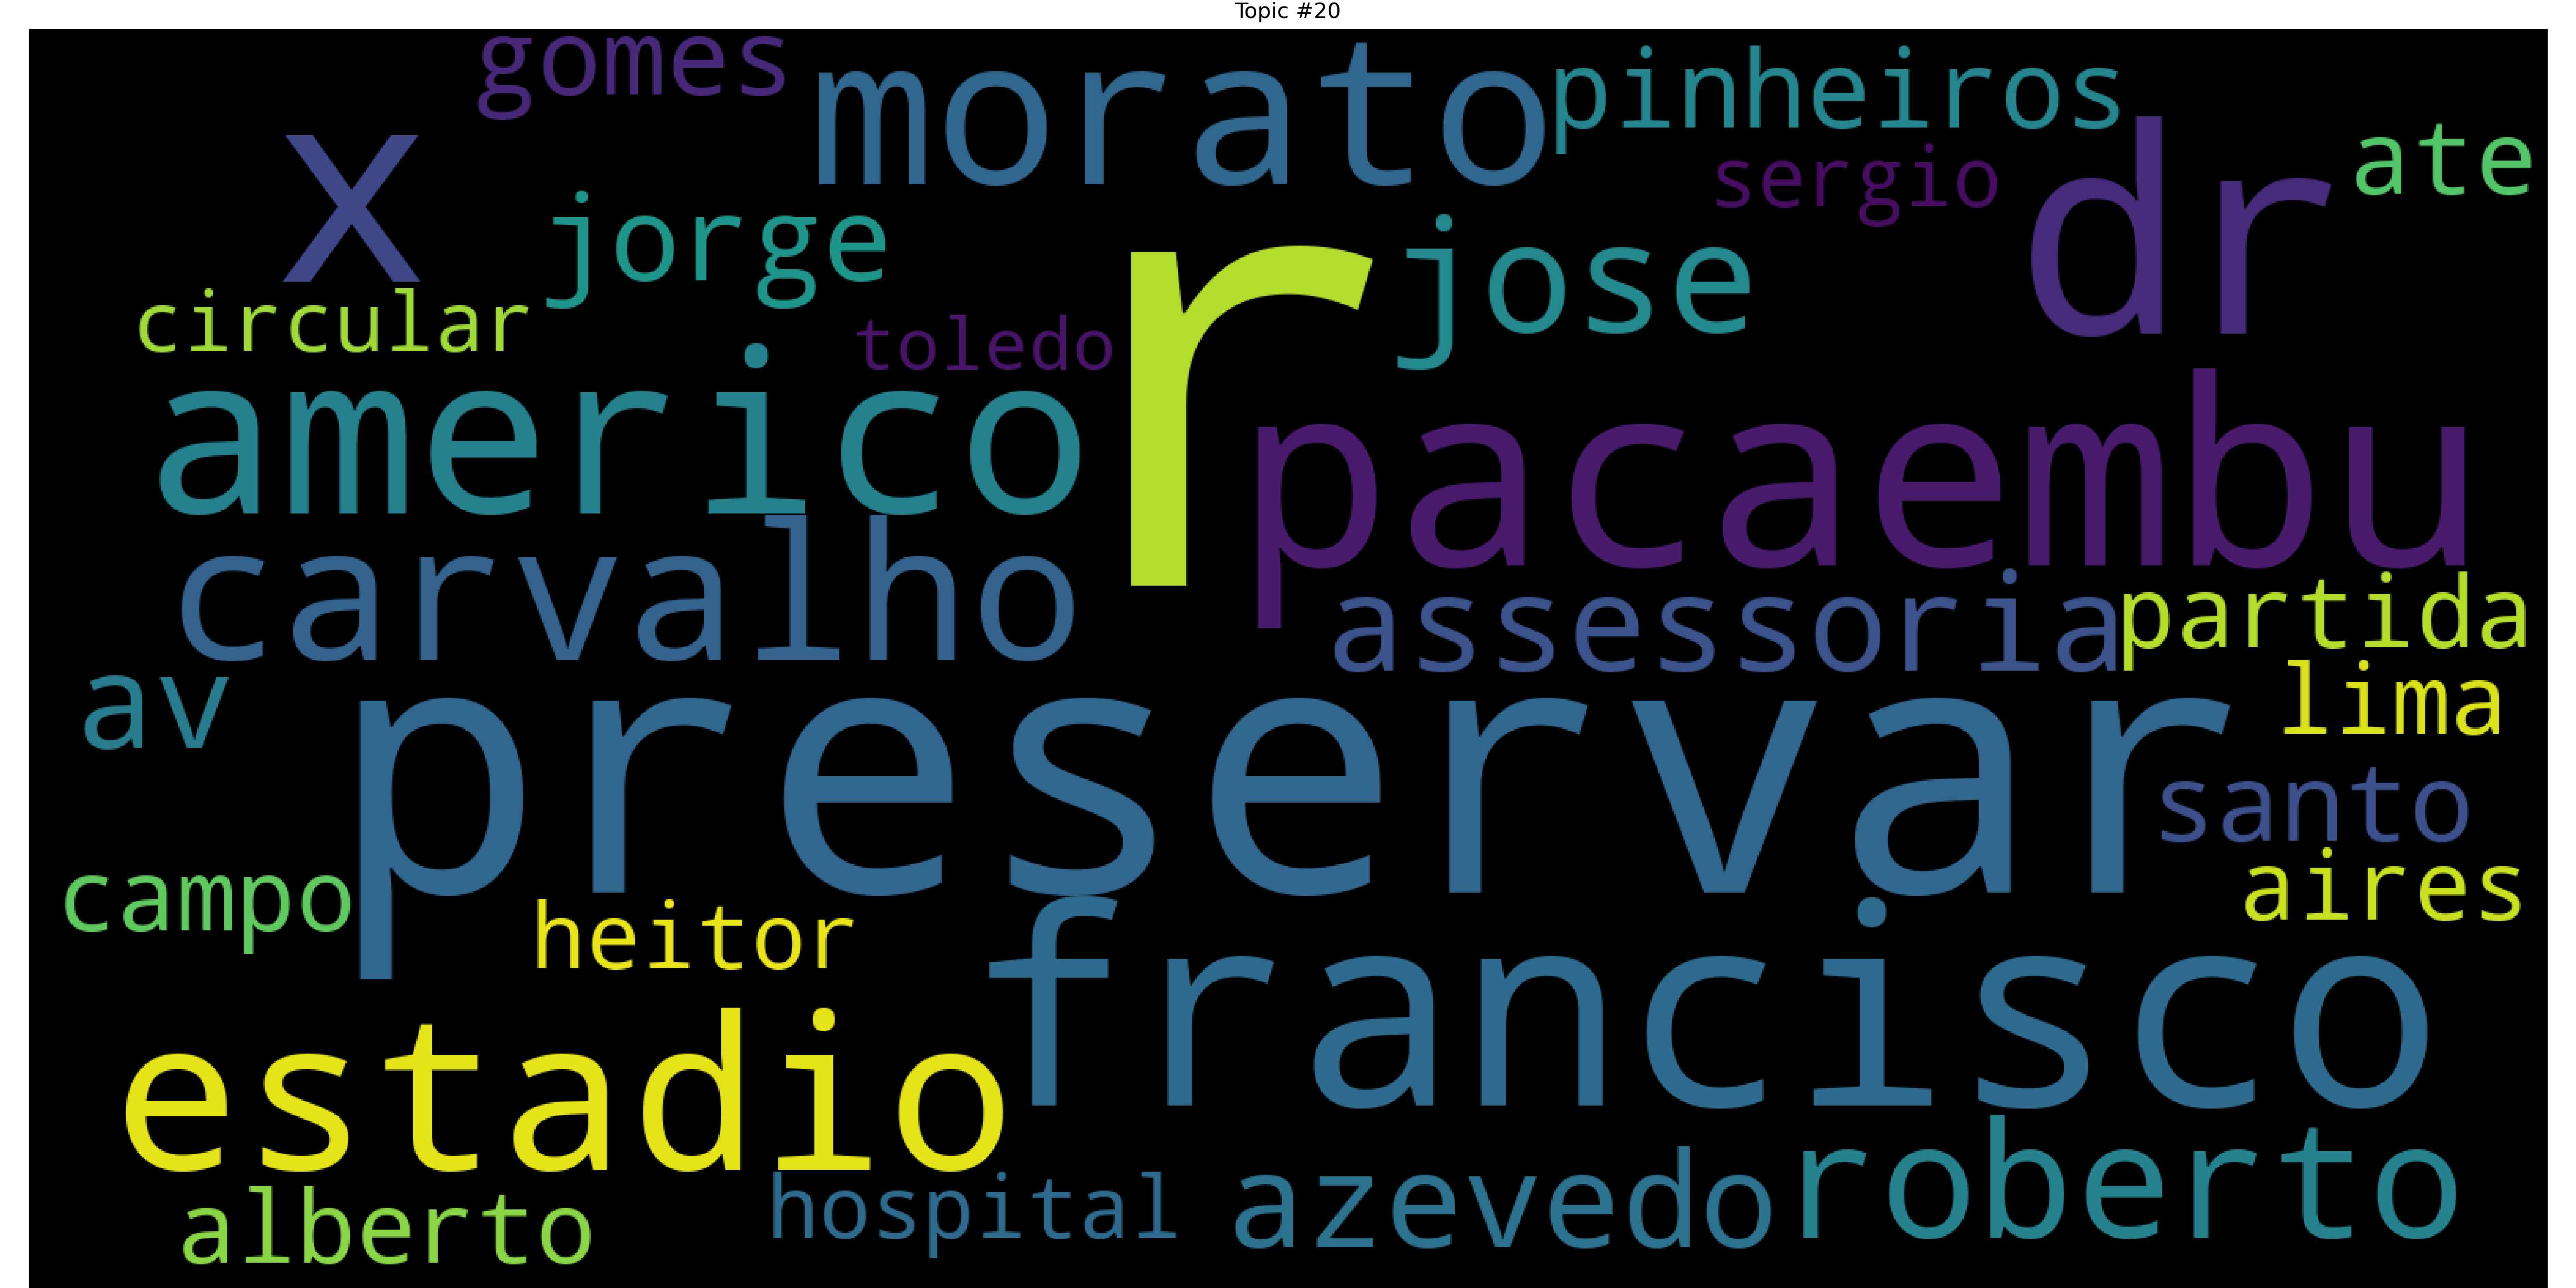 Topic #20
gomes
morato
pinheiros
x
dr
ate
sergio
jorge
jose
r
circular
toledo
americo
pacaembu
carvalho
assessoria
partida
av
lima
preservar
santo
campo
heitor
aires
francisco
estadio
roberto
alberto
hospital
azevedo